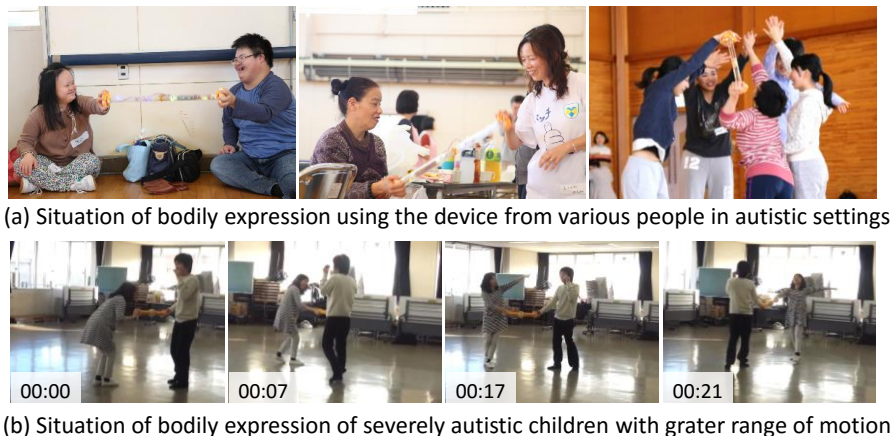 12
(a) Situation of bodily expression using the device from various people in autistic settings
00:00
00:07
00:17
00:21
(b) Situation of bodily expression of severely autistic children with grater range of motion